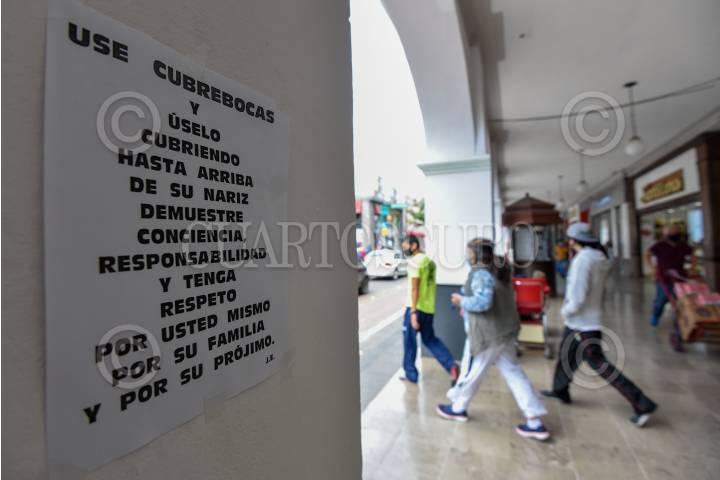 USE CUBREBOCAS
Y
ÚSELO
CUBRIENDO
HASTA ARRIBA
DE SU NARIZ
DEMUESTRE
CONCIENCIA,
RESPONSABILIDAD
Y TENGA
RESPETO
POR USTED MISMO
POR SU FAMILIA
Y POR SU PRÓJIMO.
J.R.
CUARTOSCURO
©
©
©
©